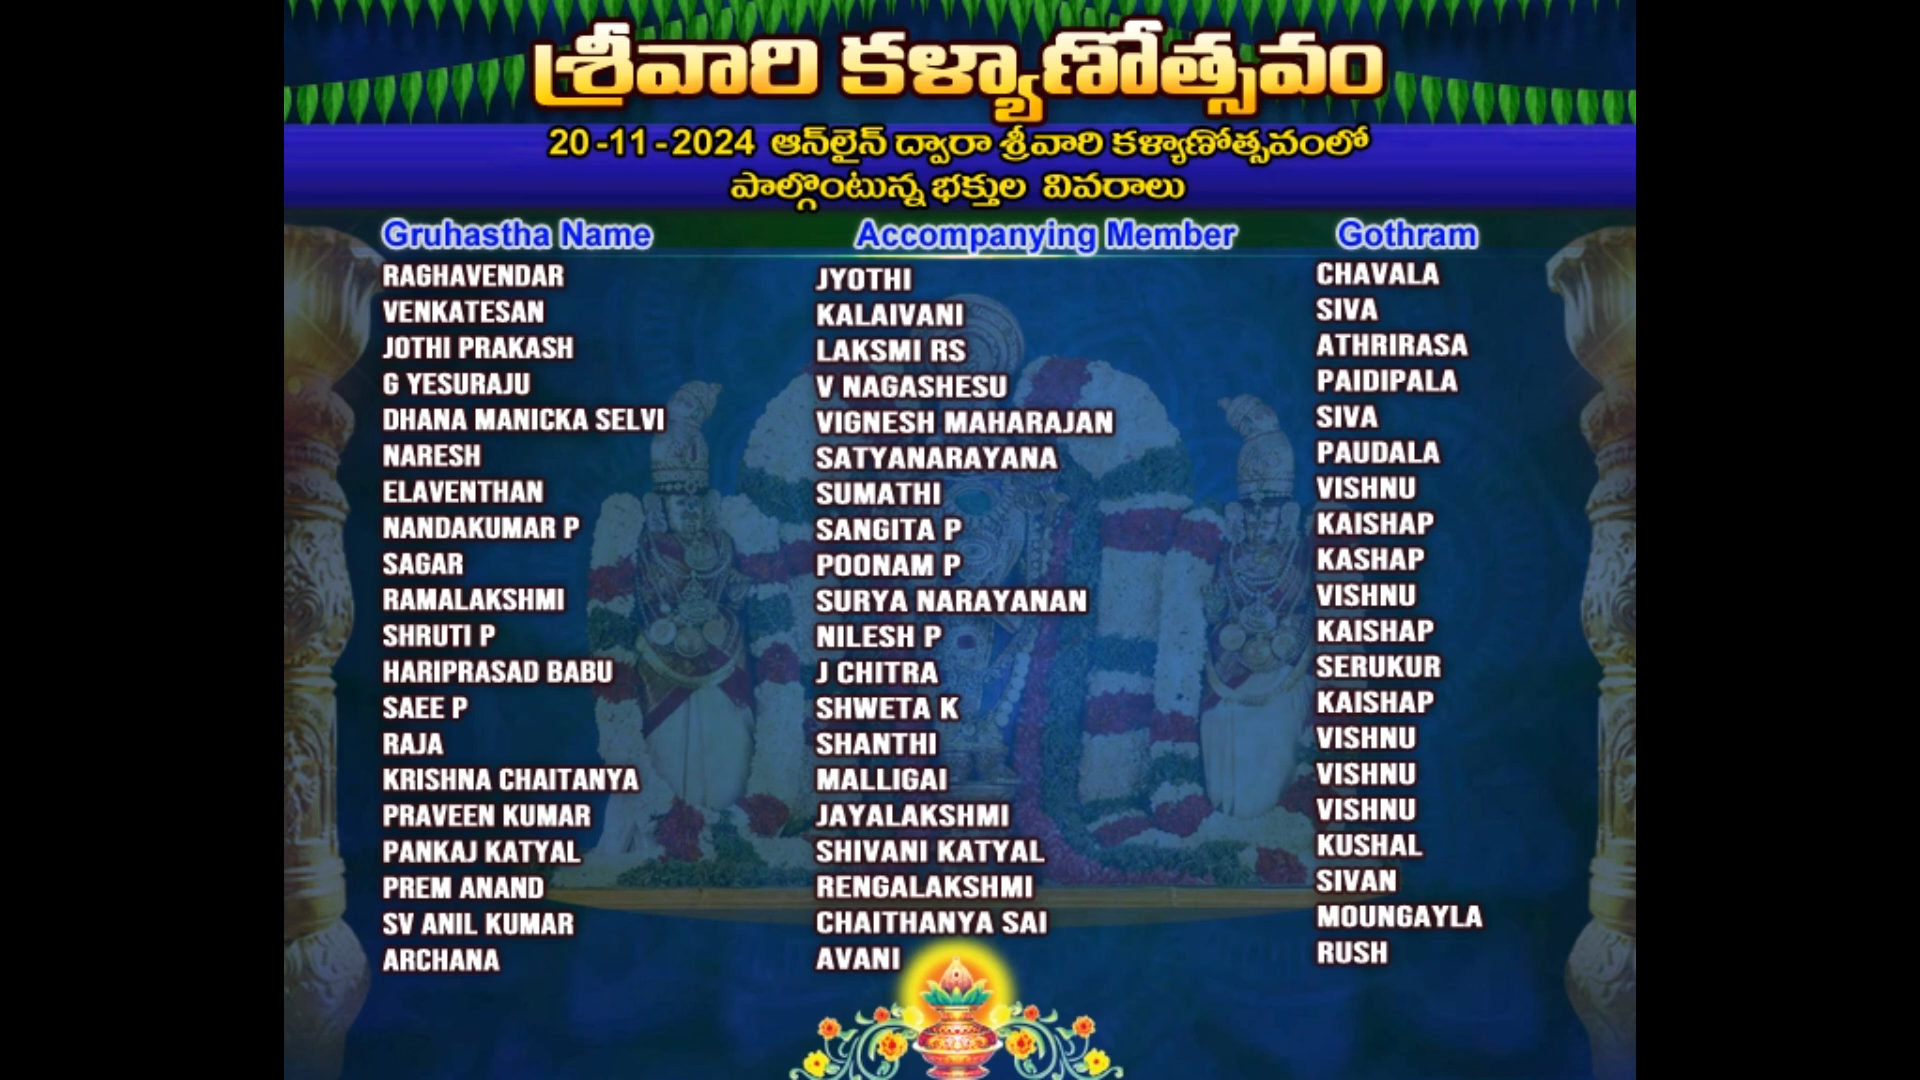 శ్రీవారి కళ్యాణోత్సవం
20-11-2024 ఆన్‌లైన్ ద్వారా శ్రీవారి కళ్యాణోత్సవంలో
పాల్గొంటున్న భక్తుల వివరాలు
Gruhastha Name Accompanying Member Gothram
RAGHAVENDAR JYOTHI CHAVALA
VENKATESAN KALAIVANI SIVA
JOTHI PRAKASH LAKSMI RS ATHRIRASA
G YESURAJU V NAGASHESU PAIDIPALA
DHANA MANICKA SELVI VIGNESH MAHARAJAN SIVA
NARESH SATYANARAYANA PAUDALA
ELAVENTHAN SUMATHI VISHNU
NANDAKUMAR P SANGITA P KAISHAP
SAGAR POONAM P KASHAP
RAMALAKSHMI SURYA NARAYANAN VISHNU
SHRUTI P NILESH P KAISHAP
HARIPRASAD BABU J CHITRA SERUKUR
SAEE P SHWETA K KAISHAP
RAJA SHANTHI VISHNU
KRISHNA CHAITANYA MALLIGAI VISHNU
PRAVEEN KUMAR JAYALAKSHMI VISHNU
PANKAJ KATYAL SHIVANI KATYAL KUSHAL
PREM ANAND RENGALAKSHMI SIVAN
SV ANIL KUMAR CHAITHANYA SAI MOUNGAYLA
ARCHANA AVANI RUSH